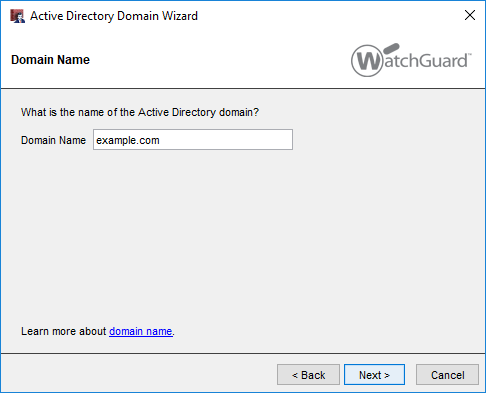 Active Directory Domain Wizard
Domain Name
WatchGuard
What is the name of the Active Directory domain?
Domain Name example.com
Learn more about domain name.
< Back Next > Cancel